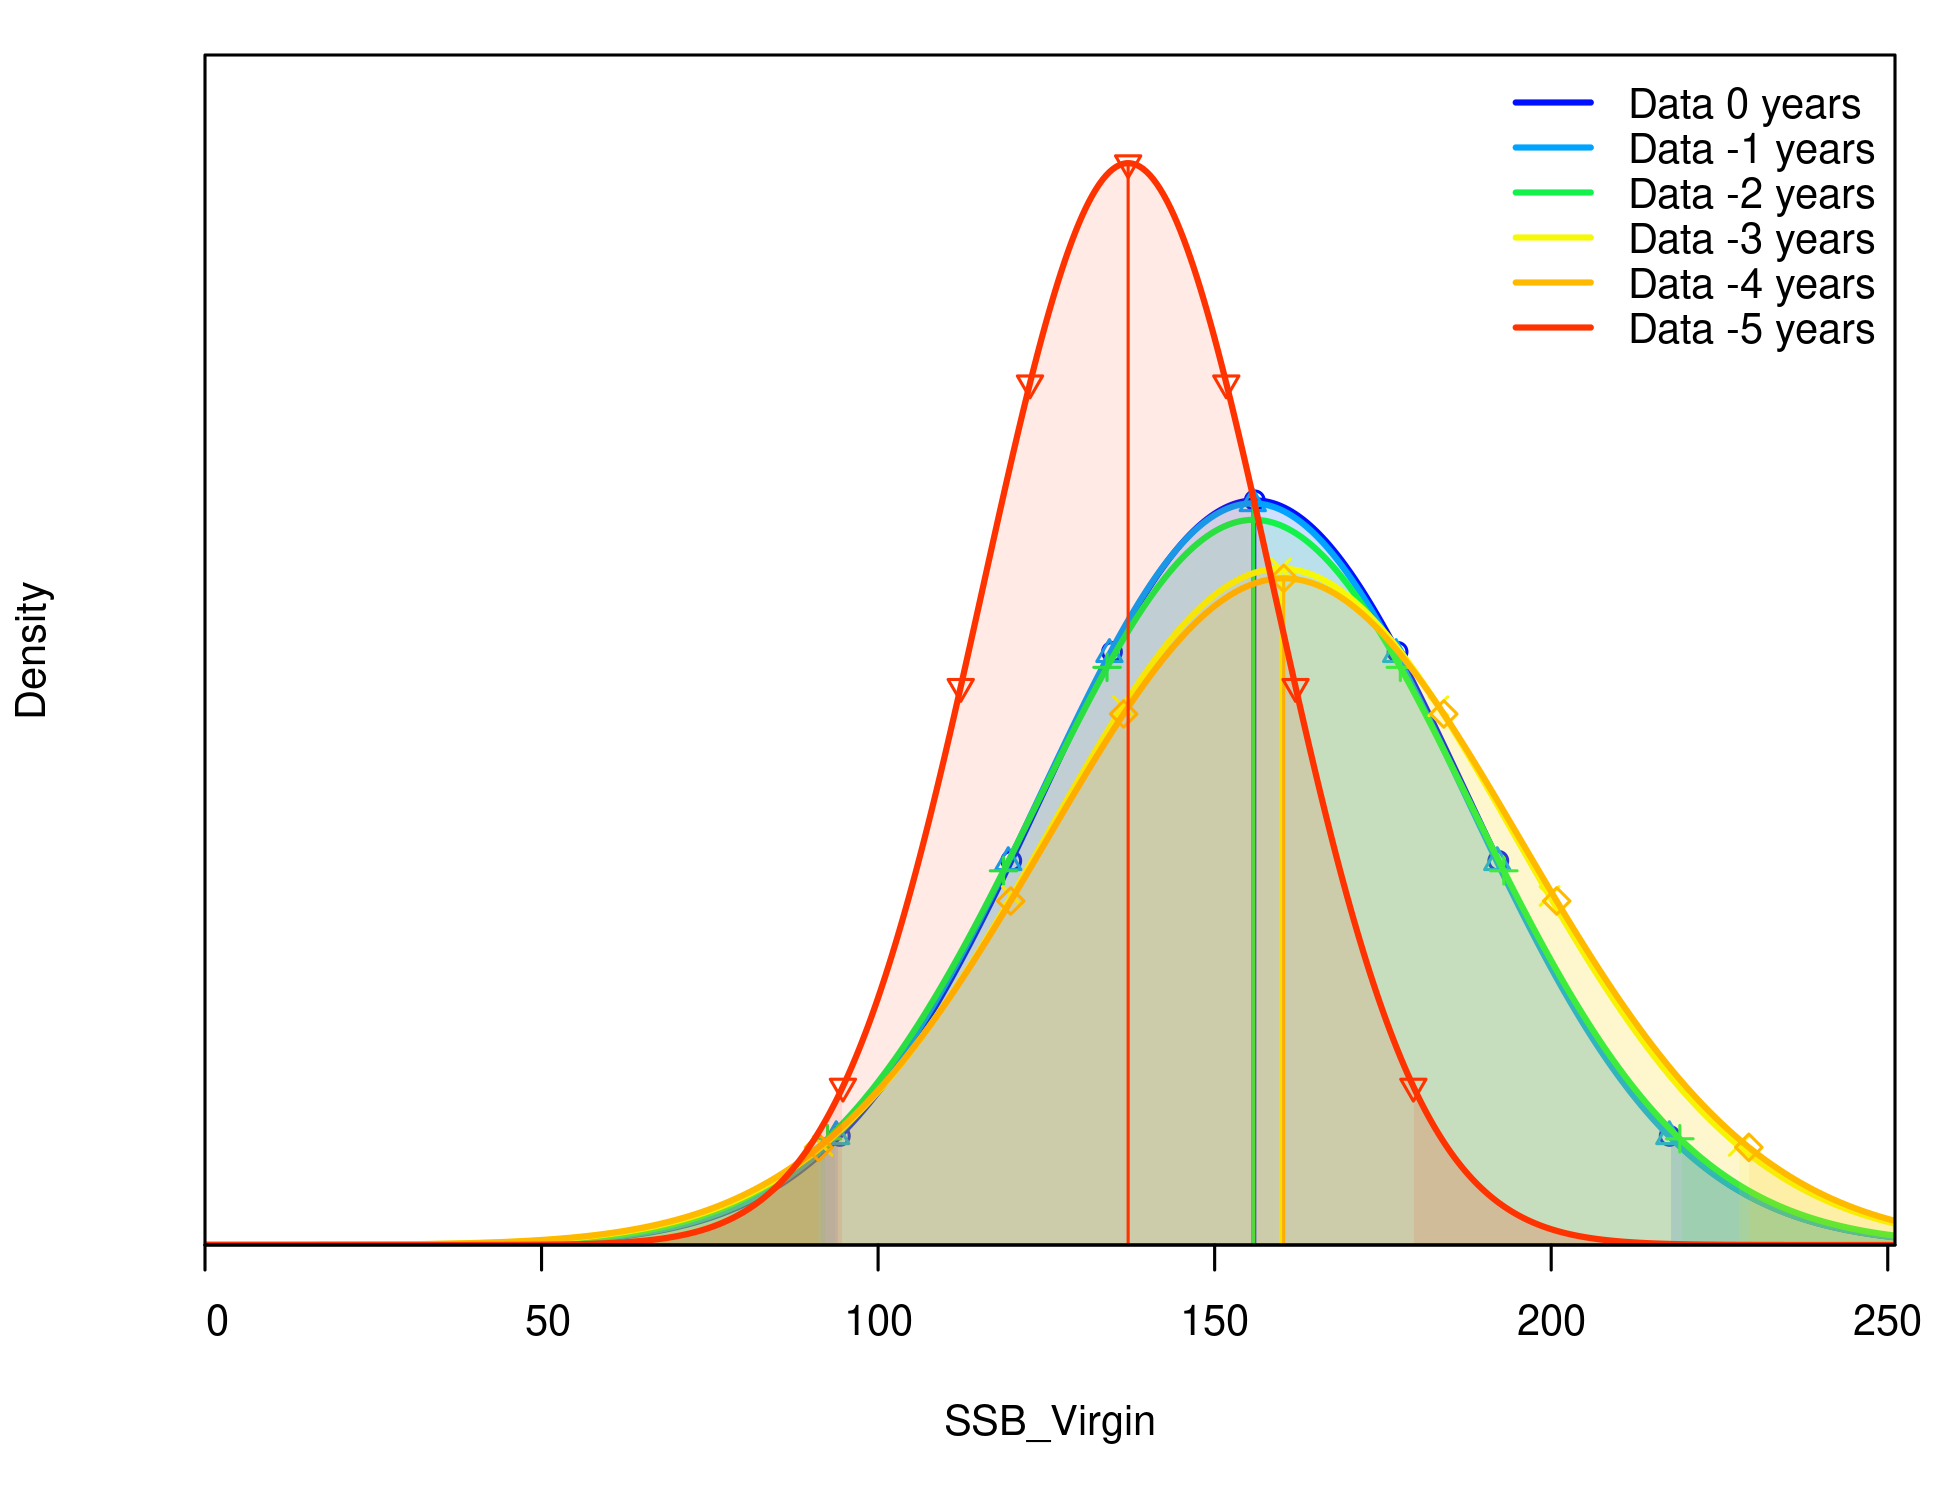 Data 0 years
Data -1 years
Data -2 years
Data -3 years
Data -4 years
Data -5 years
Density
0 50 100 150 200 250
SSB_Virgin